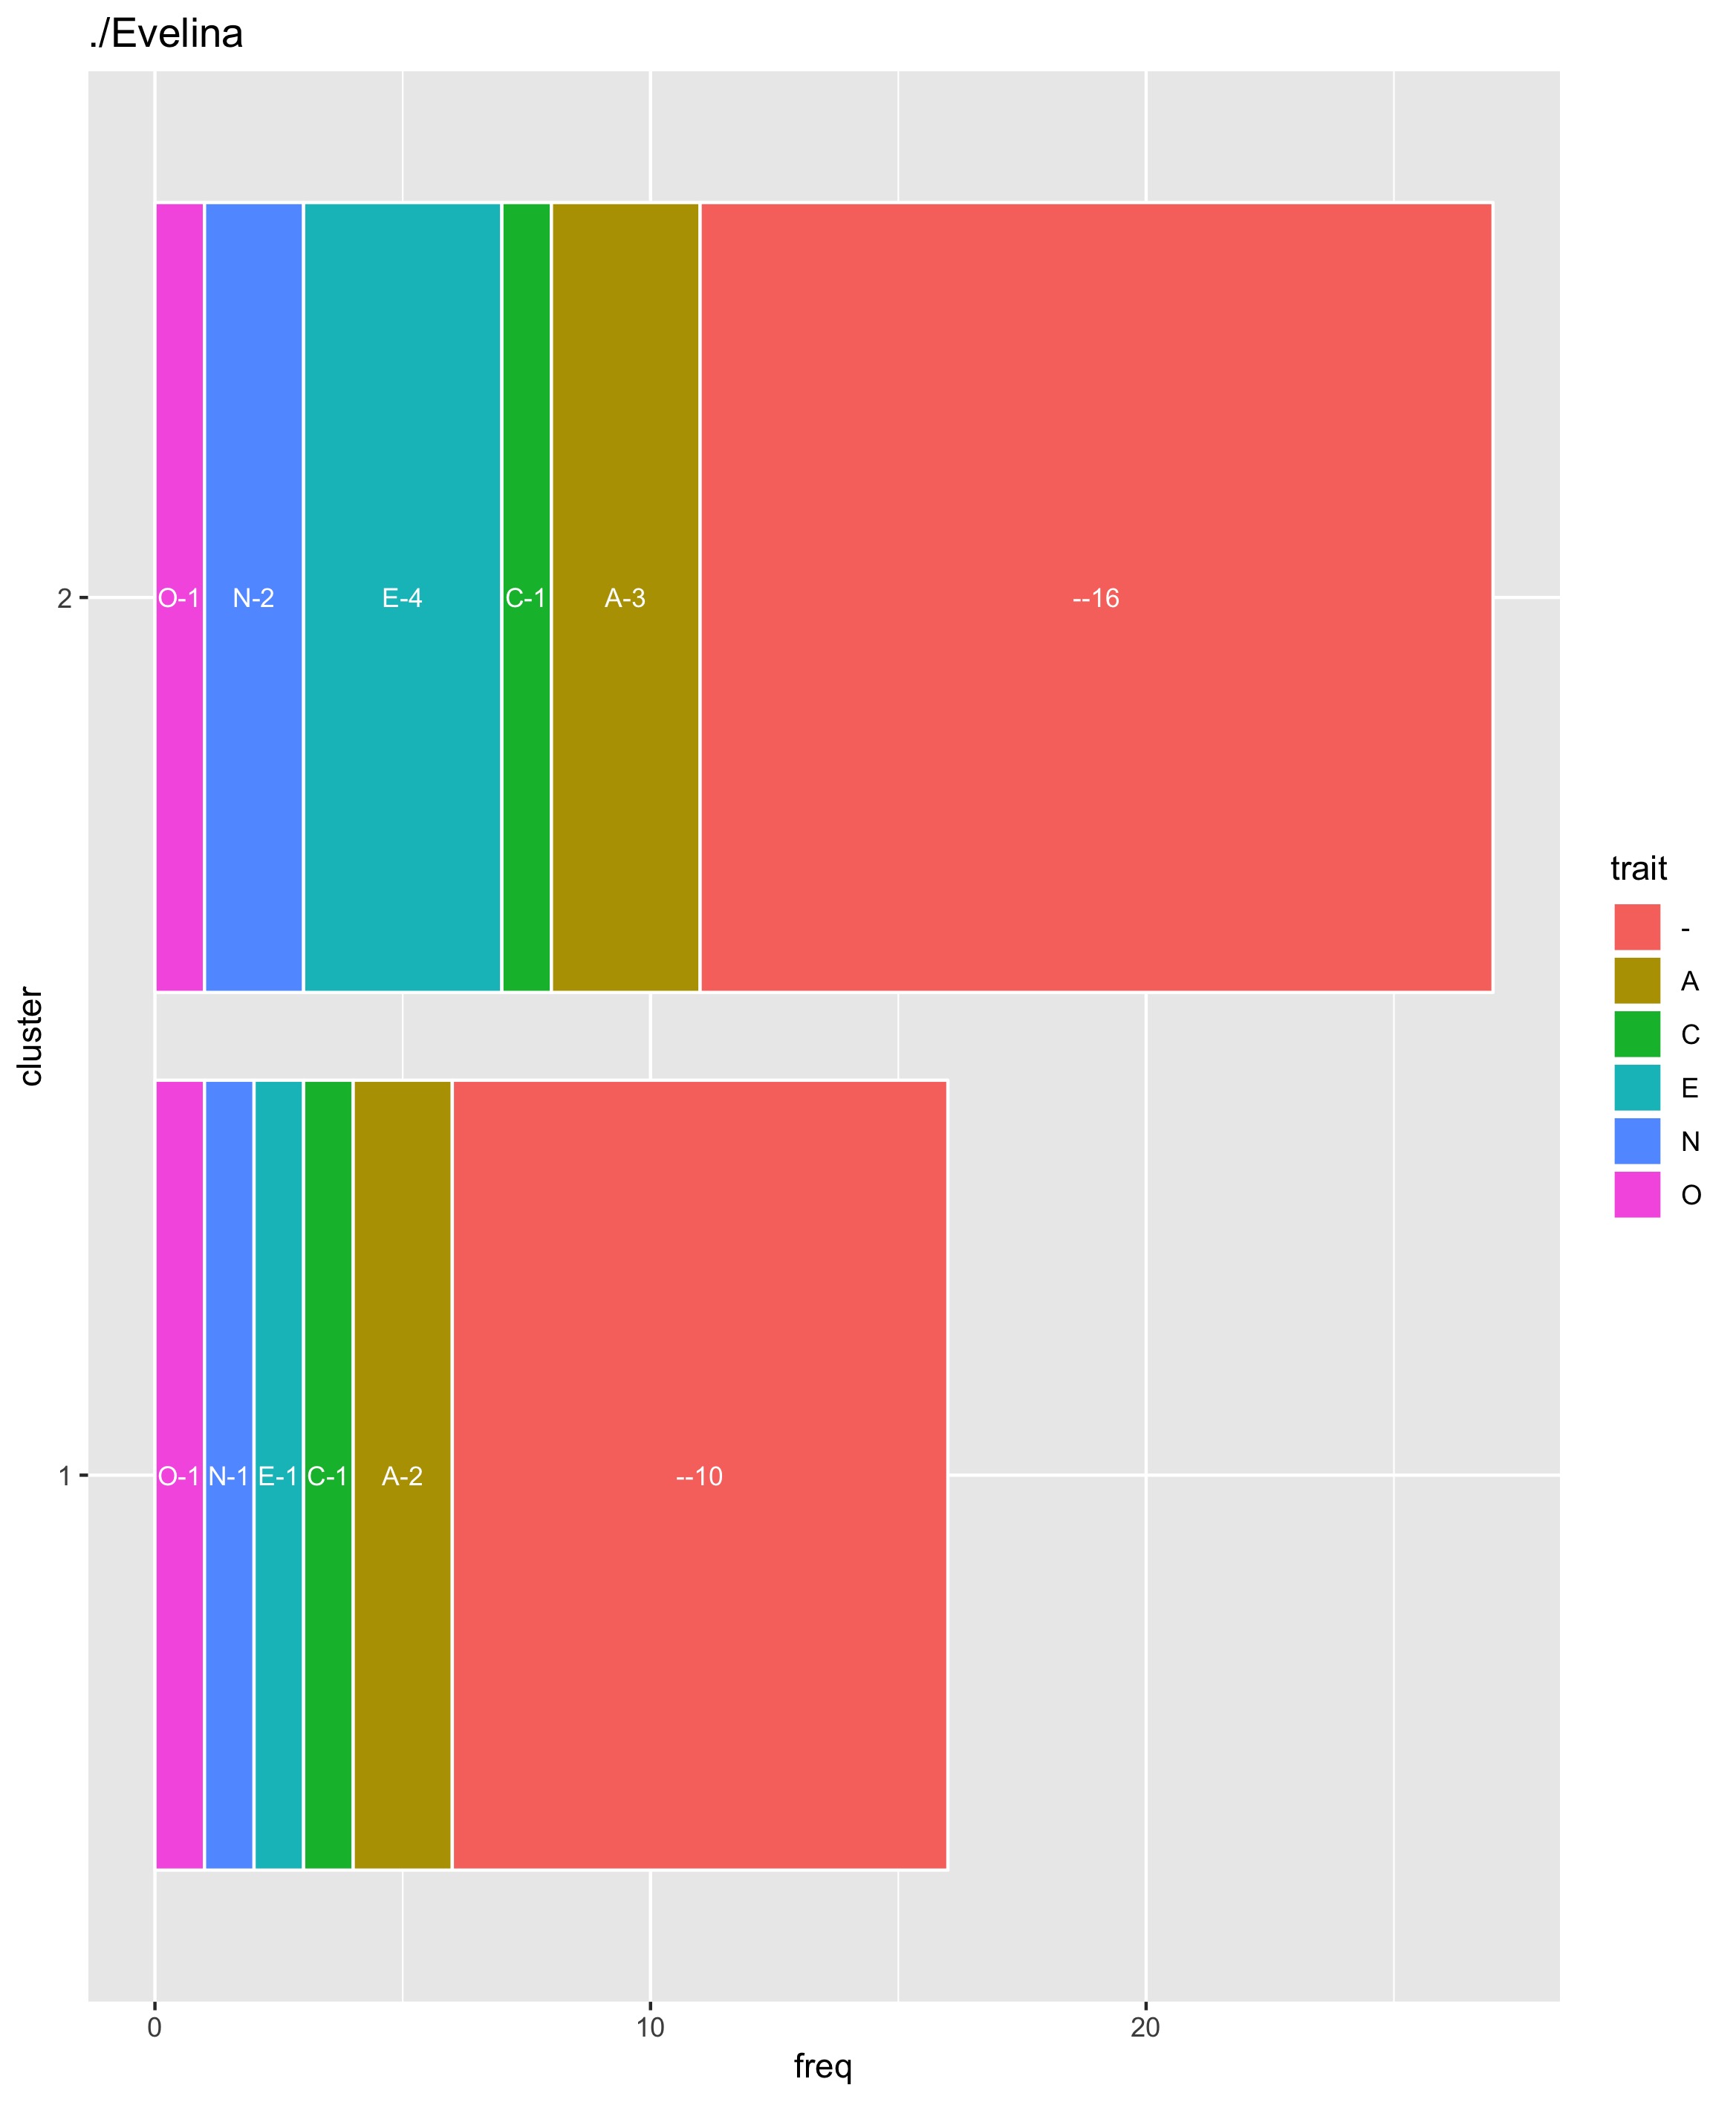 ./Evelina
2
O-1 N-2 E-4 C-1 A-3 --16
cluster
1
O-1 N-1 E-1 C-1 A-2 --10
0 10 20
freq
trait
-
A
C
E
N
O